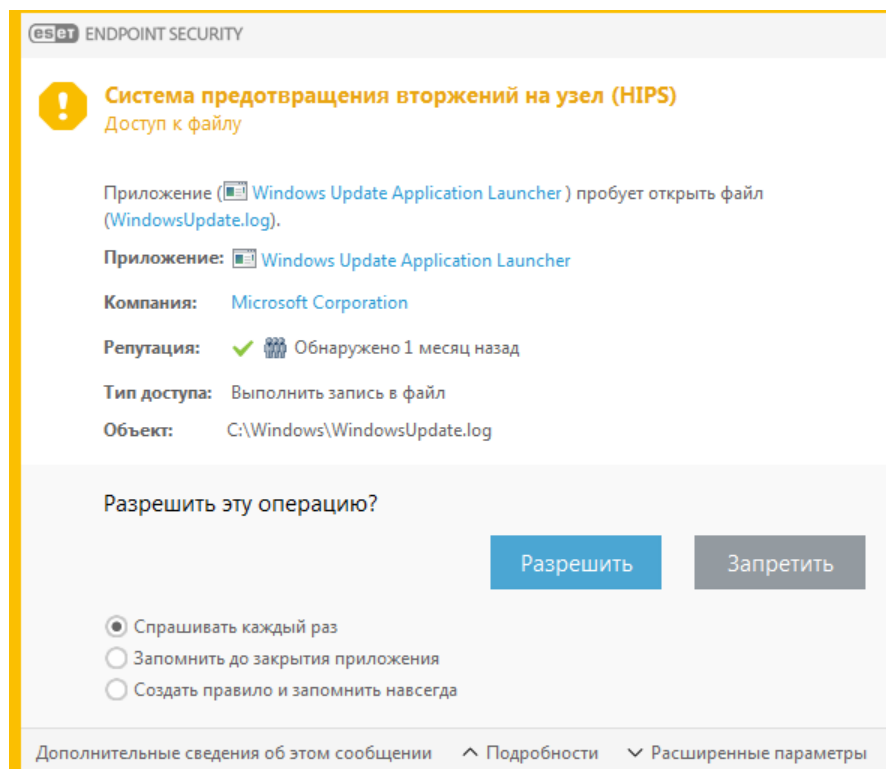 eset ENDPOINT SECURITY
Система предотвращения вторжений на узел (HIPS)
Доступ к файлу
Приложение ( Windows Update Application Launcher ) пробует открыть файл
(WindowsUpdate.log).
Приложение: Windows Update Application Launcher
Компания: Microsoft Corporation
Репутация: Обнаружено 1 месяц назад
Тип доступа: Выполнить запись в файл
Объект: C:\Windows\WindowsUpdate.log
Разрешить эту операцию?
Разрешить Запретить
Спрашивать каждый раз
Запомнить до закрытия приложения
Создать правило и запомнить навсегда
Дополнительные сведения об этом сообщении Подробности Расширенные параметры